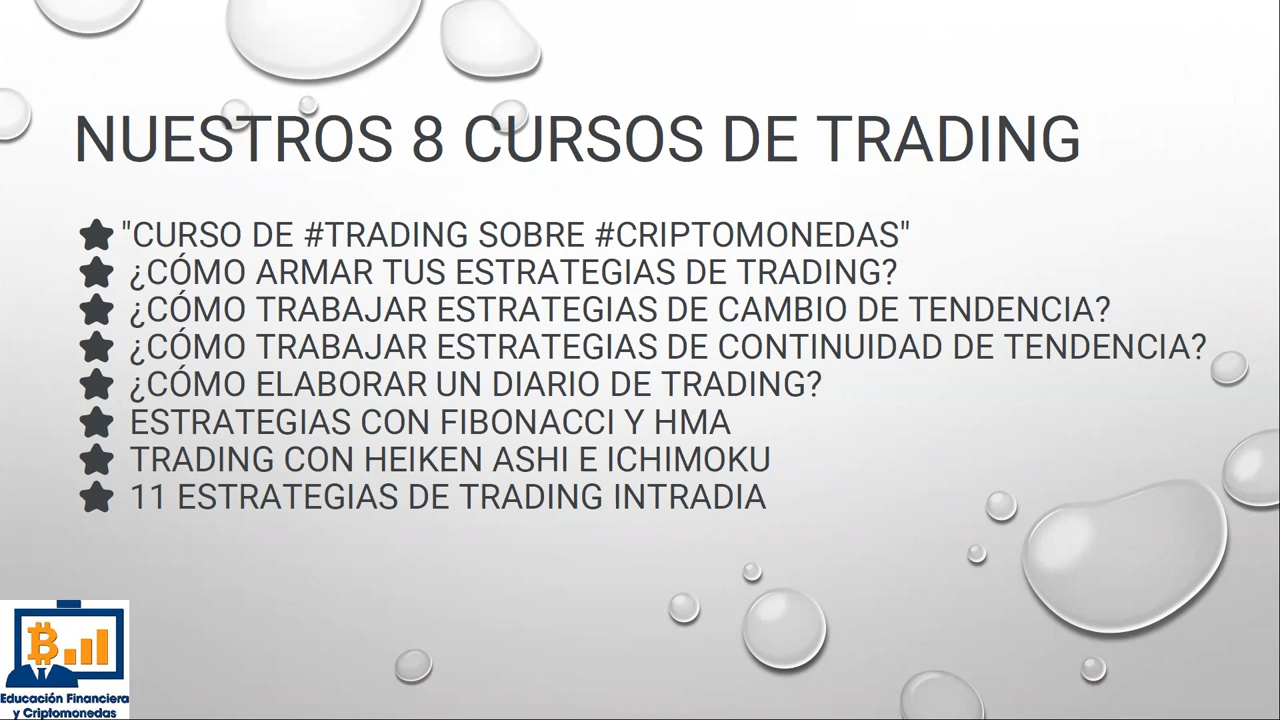 NUESTROS 8 CURSOS DE TRADING
"CURSO DE #TRADING SOBRE #CRIPTOMONEDAS"
¿CÓMO ARMAR TUS ESTRATEGIAS DE TRADING?
¿CÓMO TRABAJAR ESTRATEGIAS DE CAMBIO DE TENDENCIA?
¿CÓMO TRABAJAR ESTRATEGIAS DE CONTINUIDAD DE TENDENCIA?
¿CÓMO ELABORAR UN DIARIO DE TRADING?
ESTRATEGIAS CON FIBONACCI Y HMA
TRADING CON HEIKEN ASHI E ICHIMOKU
11 ESTRATEGIAS DE TRADING INTRADIA
Educación Financiera
y Criptomonedas